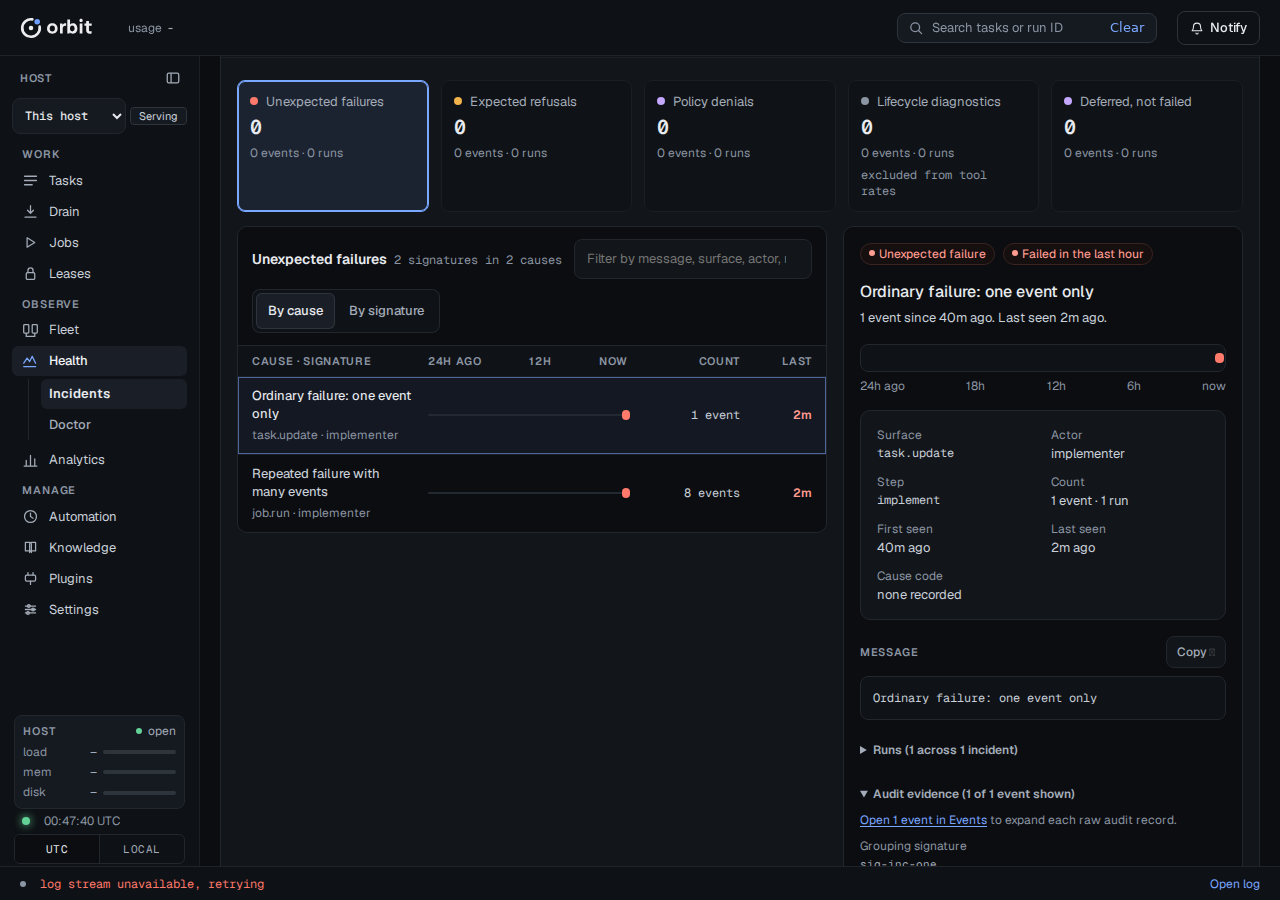 orbit
usage -
Search tasks or run ID
Clear
Notify
HOST
This host
Serving
WORK
Tasks
Drain
Jobs
Leases
OBSERVE
Fleet
Health
Incidents
Doctor
Analytics
MANAGE
Automation
Knowledge
Plugins
Settings
HOST
open
load –
mem –
disk –
00:47:40 UTC
UTC
LOCAL
Unexpected failures
0
0 events · 0 runs
Expected refusals
0
0 events · 0 runs
Policy denials
0
0 events · 0 runs
Lifecycle diagnostics
0
0 events · 0 runs
excluded from tool
rates
Deferred, not failed
0
0 events · 0 runs
Unexpected failures 2 signatures in 2 causes
Filter by message, surface, actor,
By cause
By signature
CAUSE · SIGNATURE 24H AGO 12H NOW COUNT LAST
Ordinary failure: one event
only
task.update · implementer
1 event 2m
Repeated failure with
many events
job.run · implementer
8 events 2m
Unexpected failure
Failed in the last hour
Ordinary failure: one event only
1 event since 40m ago. Last seen 2m ago.
24h ago 18h 12h 6h now
Surface
task.update
Actor
implementer
Step
implement
Count
1 event · 1 run
First seen
40m ago
Last seen
2m ago
Cause code
none recorded
MESSAGE
Copy
Ordinary failure: one event only
Runs (1 across 1 incident)
Audit evidence (1 of 1 event shown)
Open 1 event in Events to expand each raw audit record.
Grouping signature
sig-inc-one
log stream unavailable, retrying
Open log